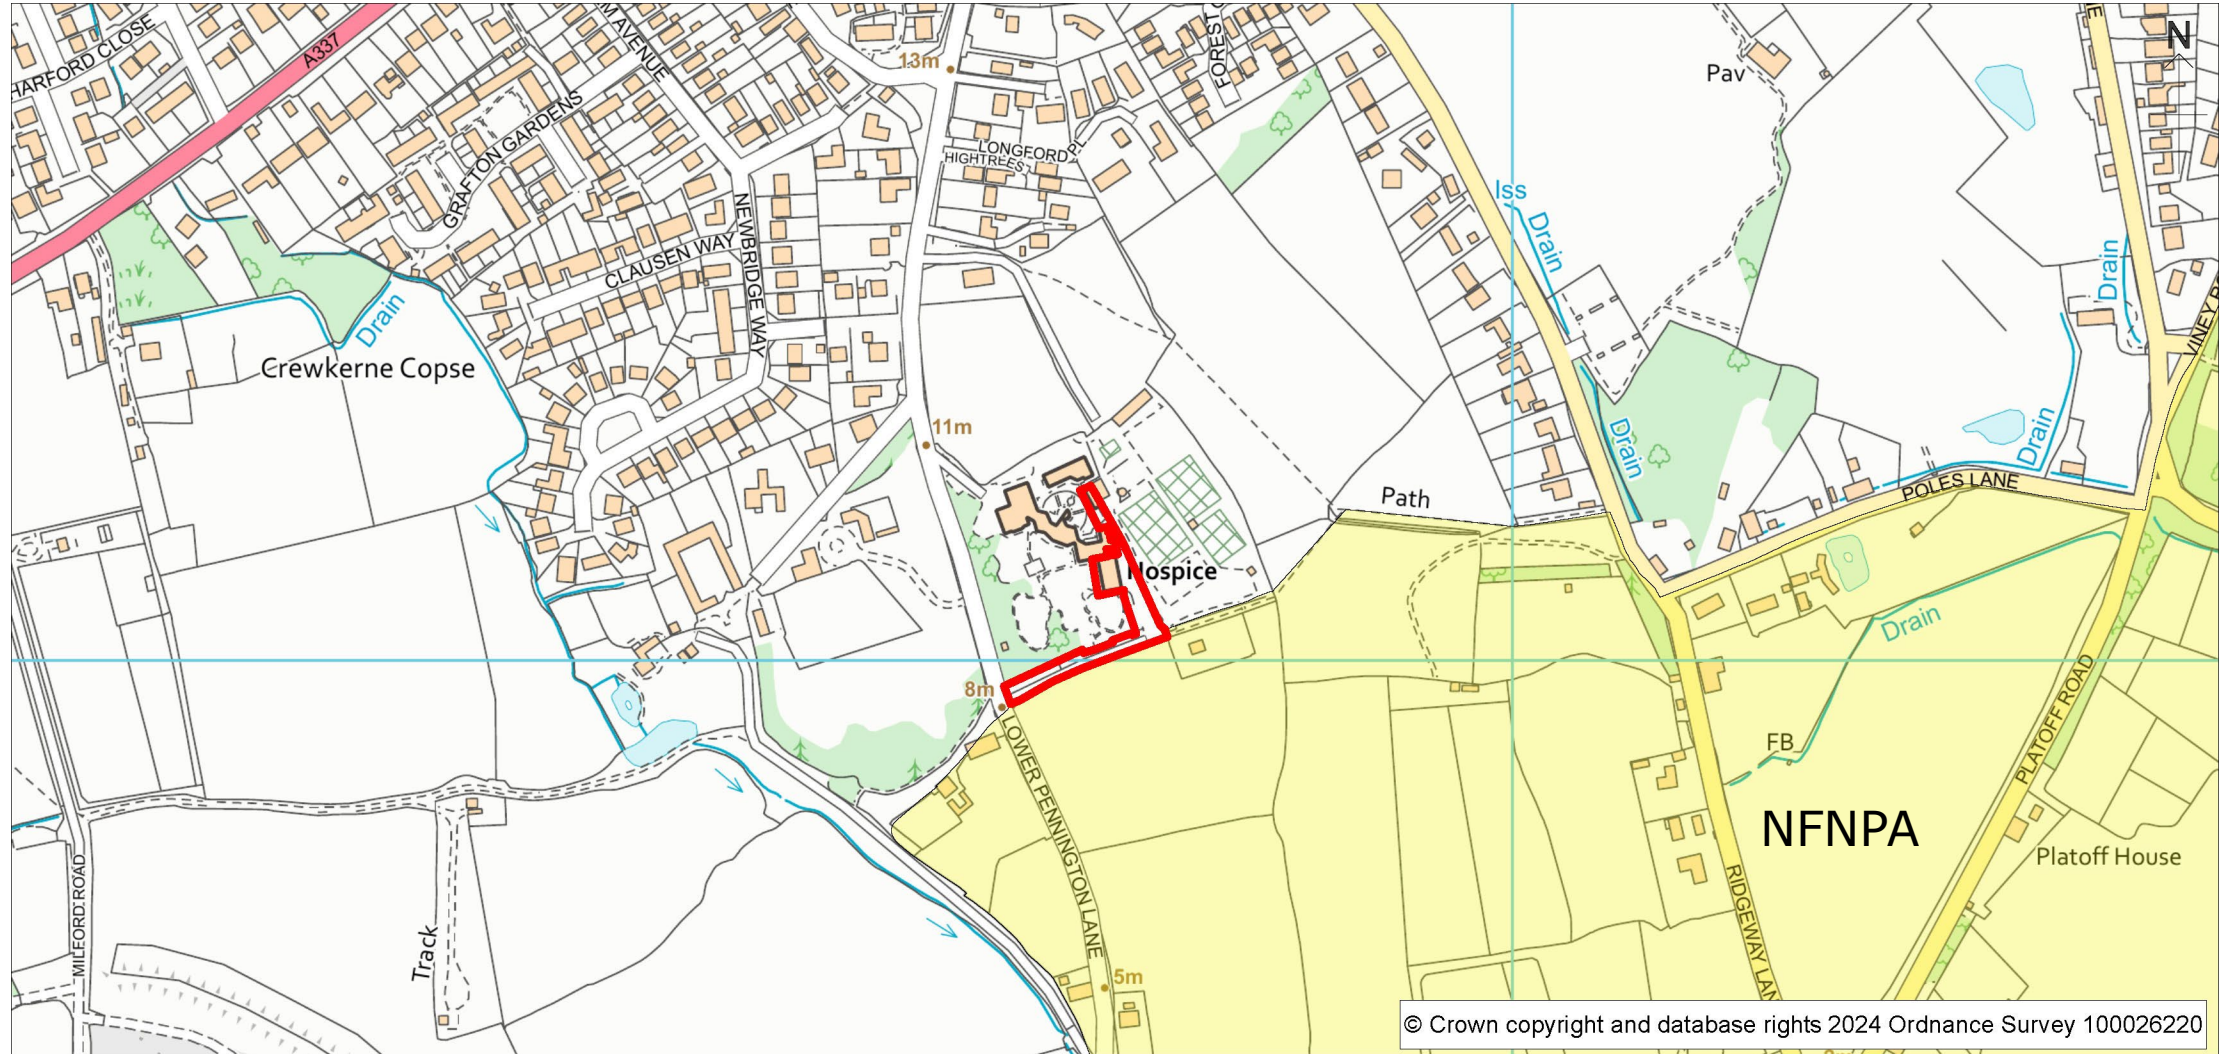 HARFORD CLOSE
A337
M AVENUE
13m
FOREST
NE
N
Pav
GRAFTON GARDENS
LONGFORD PL
HIGHTREES
Iss
Drain
NEWBRIDGE WAY
CLAUSEN WAY
Drain
Drain
VINEY R
Crewkerne Copse
11m
Drain
Drain
Path
POLES LANE
Hospice
Drain
8m
LOWER PENNINGTON LANE
PLATOFF ROAD
FB
NFNPA
Platoff House
MILFORD ROAD
Track
RIDGEWAY LAN
5m
© Crown copyright and database rights 2024 Ordnance Survey 100026220